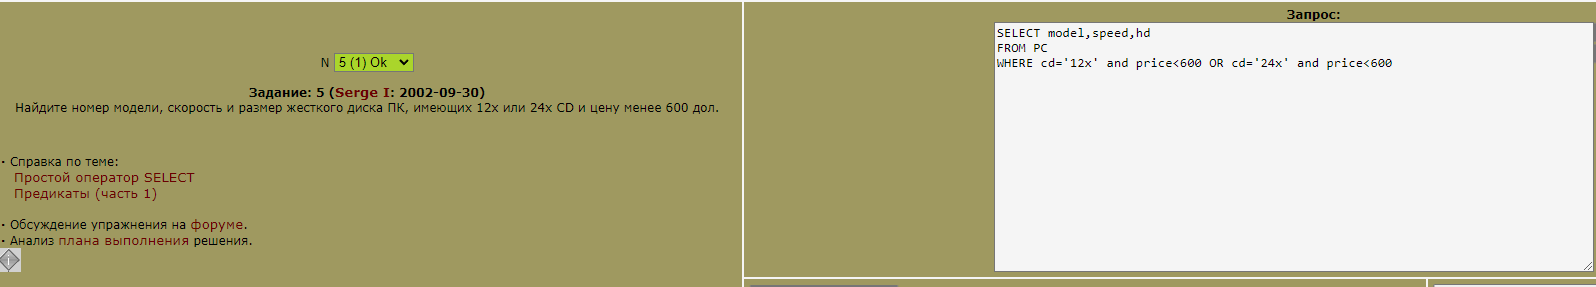 N 5 (1) Ok
Задание: 5 (Serge I: 2002-09-30)
Найдите номер модели, скорость и размер жесткого диска ПК, имеющих 12x или 24x CD и цену менее 600 дол.
· Справка по теме:
Простой оператор SELECT
Предикаты (часть 1)
· Обсуждение упражнения на форуме.
· Анализ плана выполнения решения.
i
Запрос:
SELECT model,speed,hd
FROM PC
WHERE cd='12x' and price<600 OR cd='24x' and price<600